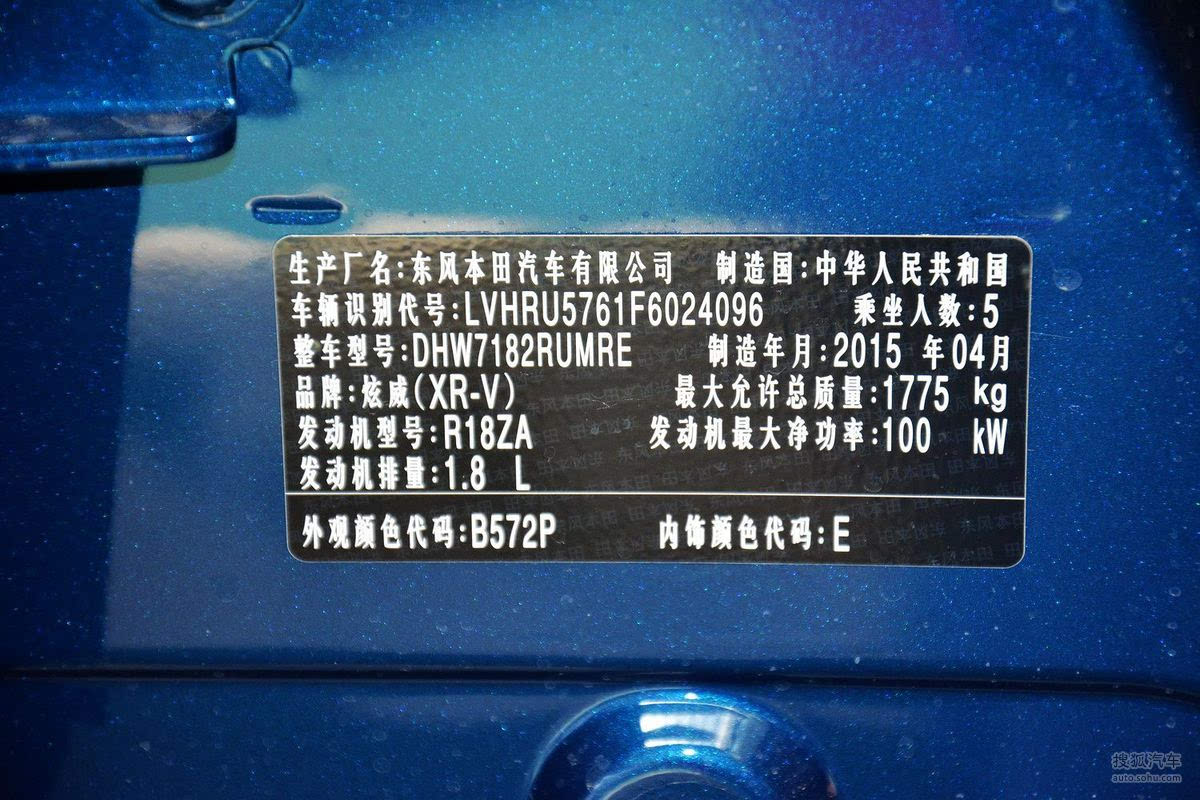 生产厂名:东风本田汽车有限公司 制造国:中华人民共和国
车辆识别代号:LVHRU5761F6024096 乘坐人数:5
整车型号:DHW7182RUMRE 制造年月:2015 年04月
品牌:炫威(XR-V) 最大允许总质量:1775 kg
发动机型号:R18ZA 发动机最大净功率:100 kW
发动机排量:1.8 L
外观颜色代码:B572P 内饰颜色代码:E
搜狐汽车
auto.sohu.com